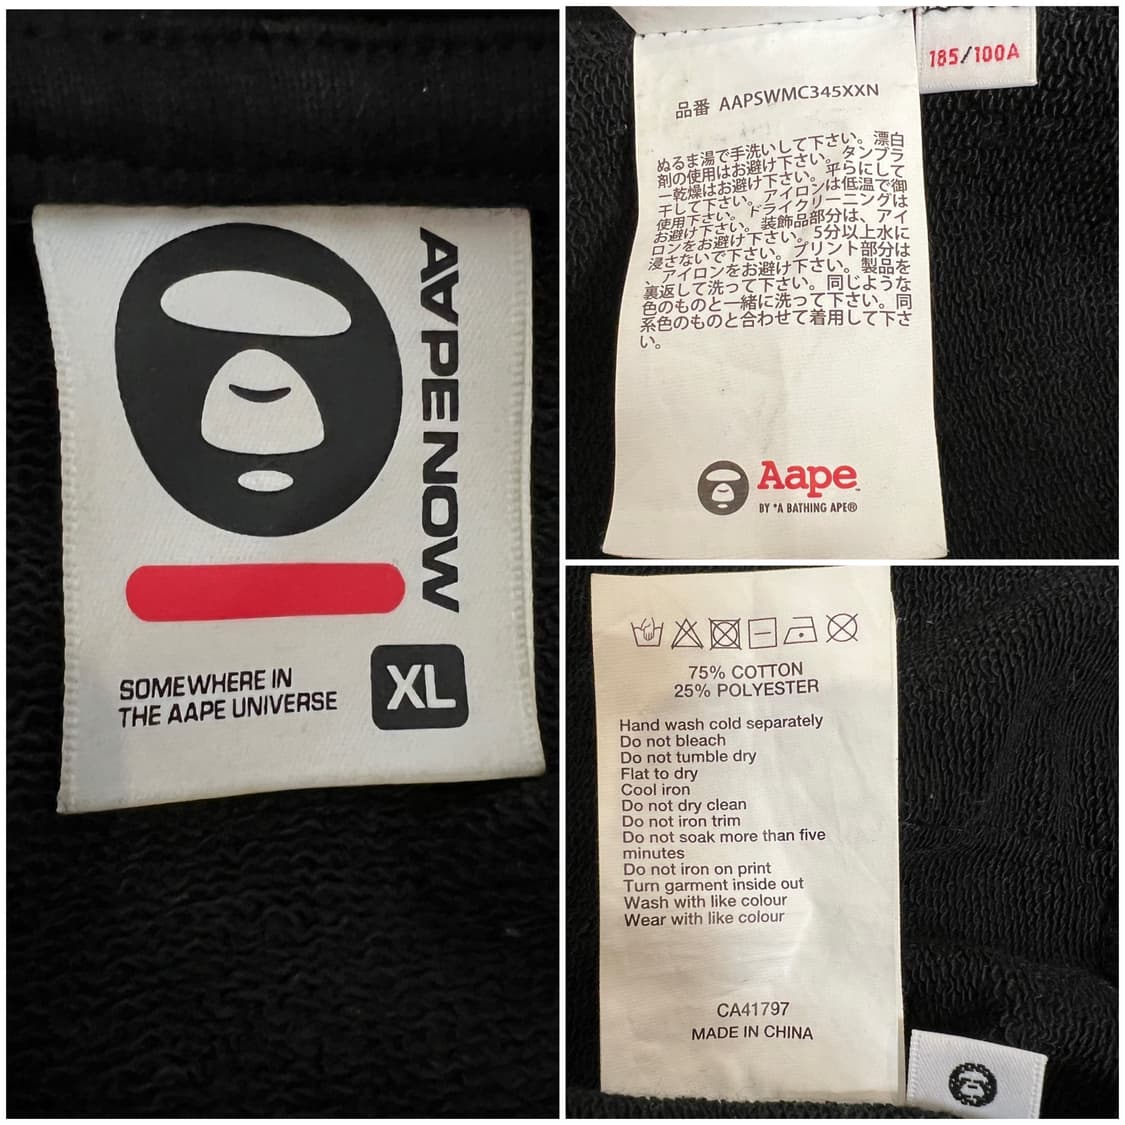 AAPENOW
SOMEWHERE IN
THE AAPE UNIVERSE
XL
185/100A
品番 AAPSWMC345XXN
ぬるま湯で手洗いして下さい。漂白
剤の使用はお避け下さい。タンブラ
ー乾燥はお避け下さい。平らにして
干して下さい。アイロンは低温で御
使用下さい。ドライクリーニングは
お避け下さい。装飾品部分は、アイ
ロンをお避け下さい。5分以上水に
浸さないで下さい。プリント部分は
、アイロンをお避け下さい。製品を
裏返して洗って下さい。同じような
色のものと一緒に洗って下さい。同
系色のものと合わせて着用して下さ
い。
Aape
BY *A BATHING APE®
75% COTTON
25% POLYESTER
Hand wash cold separately
Do not bleach
Do not tumble dry
Flat to dry
Cool iron
Do not dry clean
Do not iron trim
Do not soak more than five
minutes
Do not iron on print
Turn garment inside out
Wash with like colour
Wear with like colour
CA41797
MADE IN CHINA